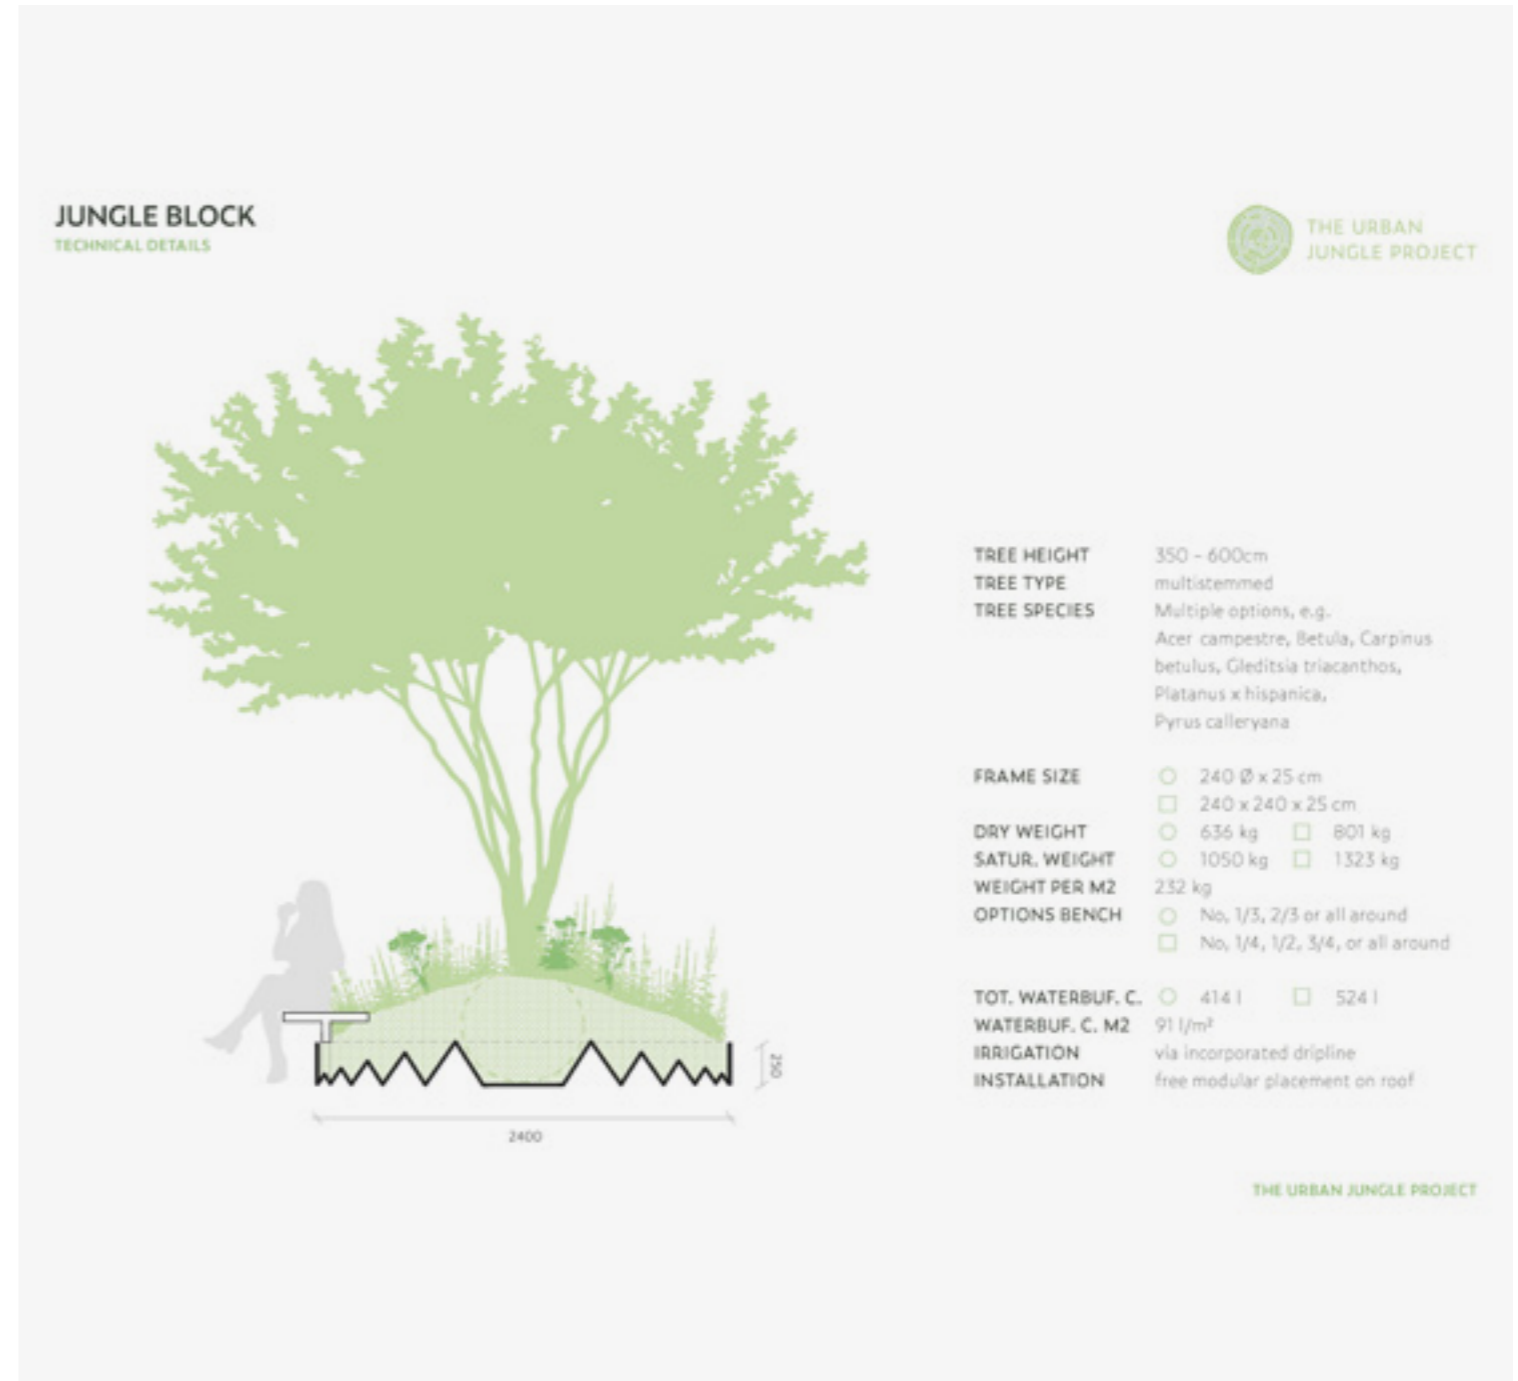 JUNGLE BLOCK
TECHNICAL DETAILS
THE URBAN
JUNGLE PROJECT
TREE HEIGHT 350 - 600cm
TREE TYPE multistemmed
TREE SPECIES Multiple options, e.g.
Acer campestre, Betula, Carpinus
betulus, Gleditsia triacanthos,
Platanus x hispanica,
Pyrus calleryana
FRAME SIZE 240 Ø x 25 cm
240 x 240 x 25 cm
DRY WEIGHT 636 kg 801 kg
SATUR. WEIGHT 1050 kg 1323 kg
WEIGHT PER M2 232 kg
OPTIONS BENCH No, 1/3, 2/3 or all around
No, 1/4, 1/2, 3/4, or all around
TOT. WATERBUF. C. 414 l 524 l
WATERBUF. C. M2 91 l/m²
IRRIGATION via incorporated dripline
INSTALLATION free modular placement on roof
250
2400
THE URBAN JUNGLE PROJECT